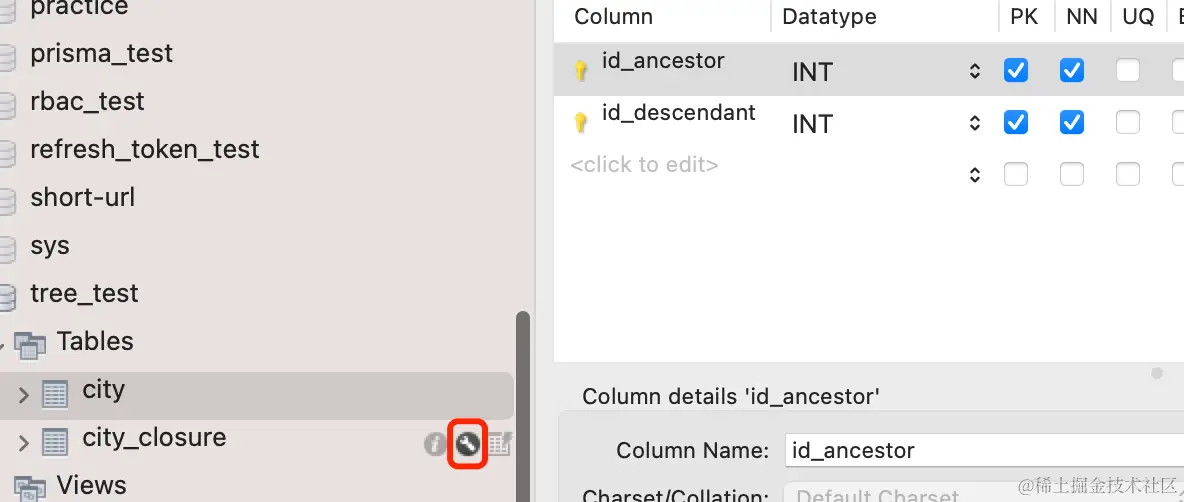 practice
prisma_test
rbac_test
refresh_token_test
short-url
sys
tree_test
Tables
city
city_closure
Views
Column Datatype PK NN UQ
id_ancestor INT
id_descendant INT
<click to edit>
Column details 'id_ancestor'
Column Name: id_ancestor
Charset/Collation: Default Charset
@稀土掘金技术社区